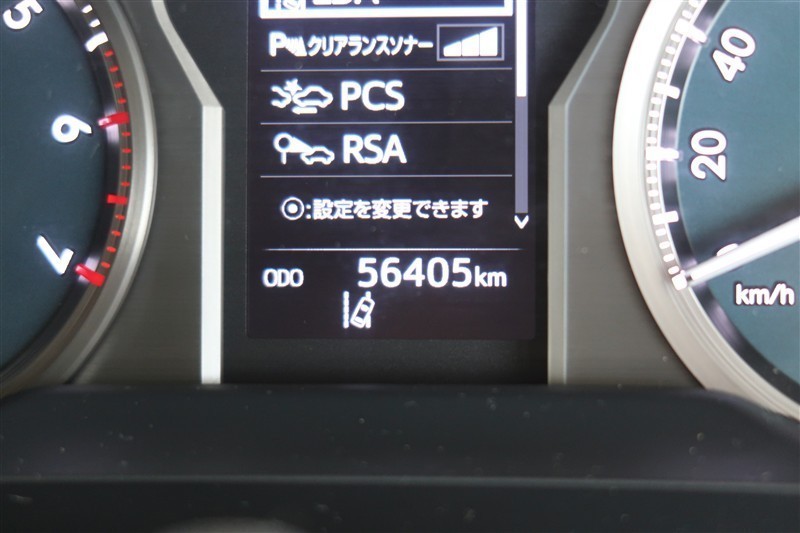 LDA
クリアランスソナー
PCS
RSA
◎:設定を変更できます
ODO 56405km
5
6
7
40
20
km/h